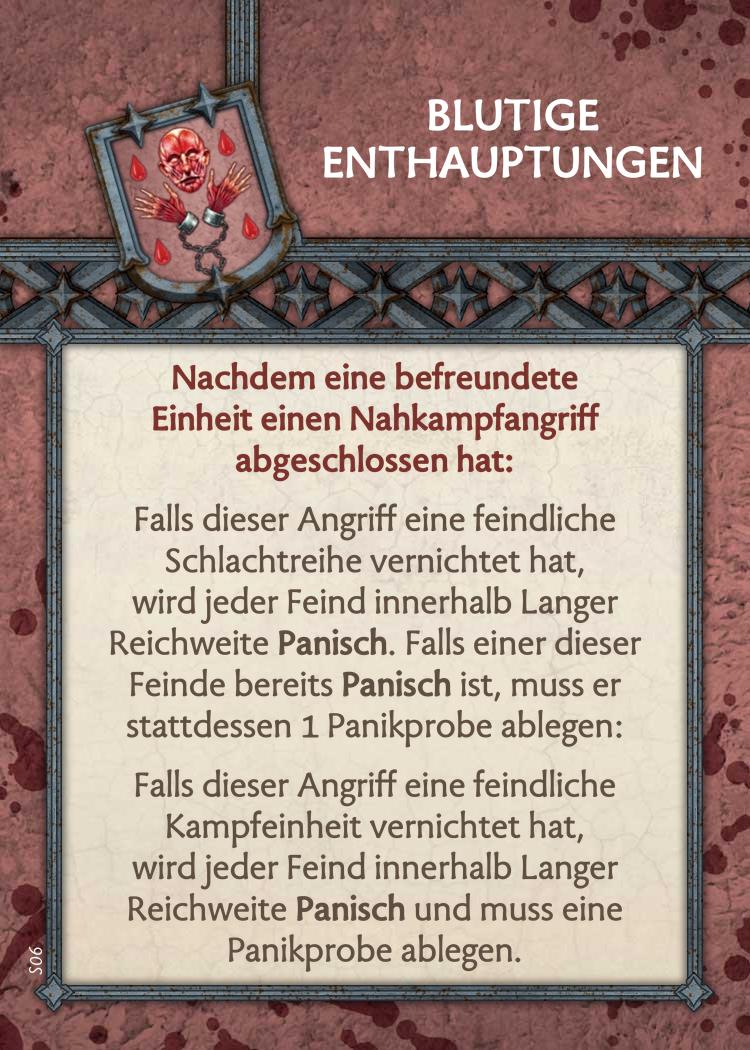 BLUTIGE
ENTHAUPTUNGEN
Nachdem eine befreundete
Einheit einen Nahkampfangriff
abgeschlossen hat:
Falls dieser Angriff eine feindliche
Schlachtreihe vernichtet hat,
wird jeder Feind innerhalb Langer
Reichweite Panisch. Falls einer dieser
Feinde bereits Panisch ist, muss er
stattdessen 1 Panikprobe ablegen:
Falls dieser Angriff eine feindliche
Kampfeinheit vernichtet hat,
wird jeder Feind innerhalb Langer
Reichweite Panisch und muss eine
Panikprobe ablegen.
S06